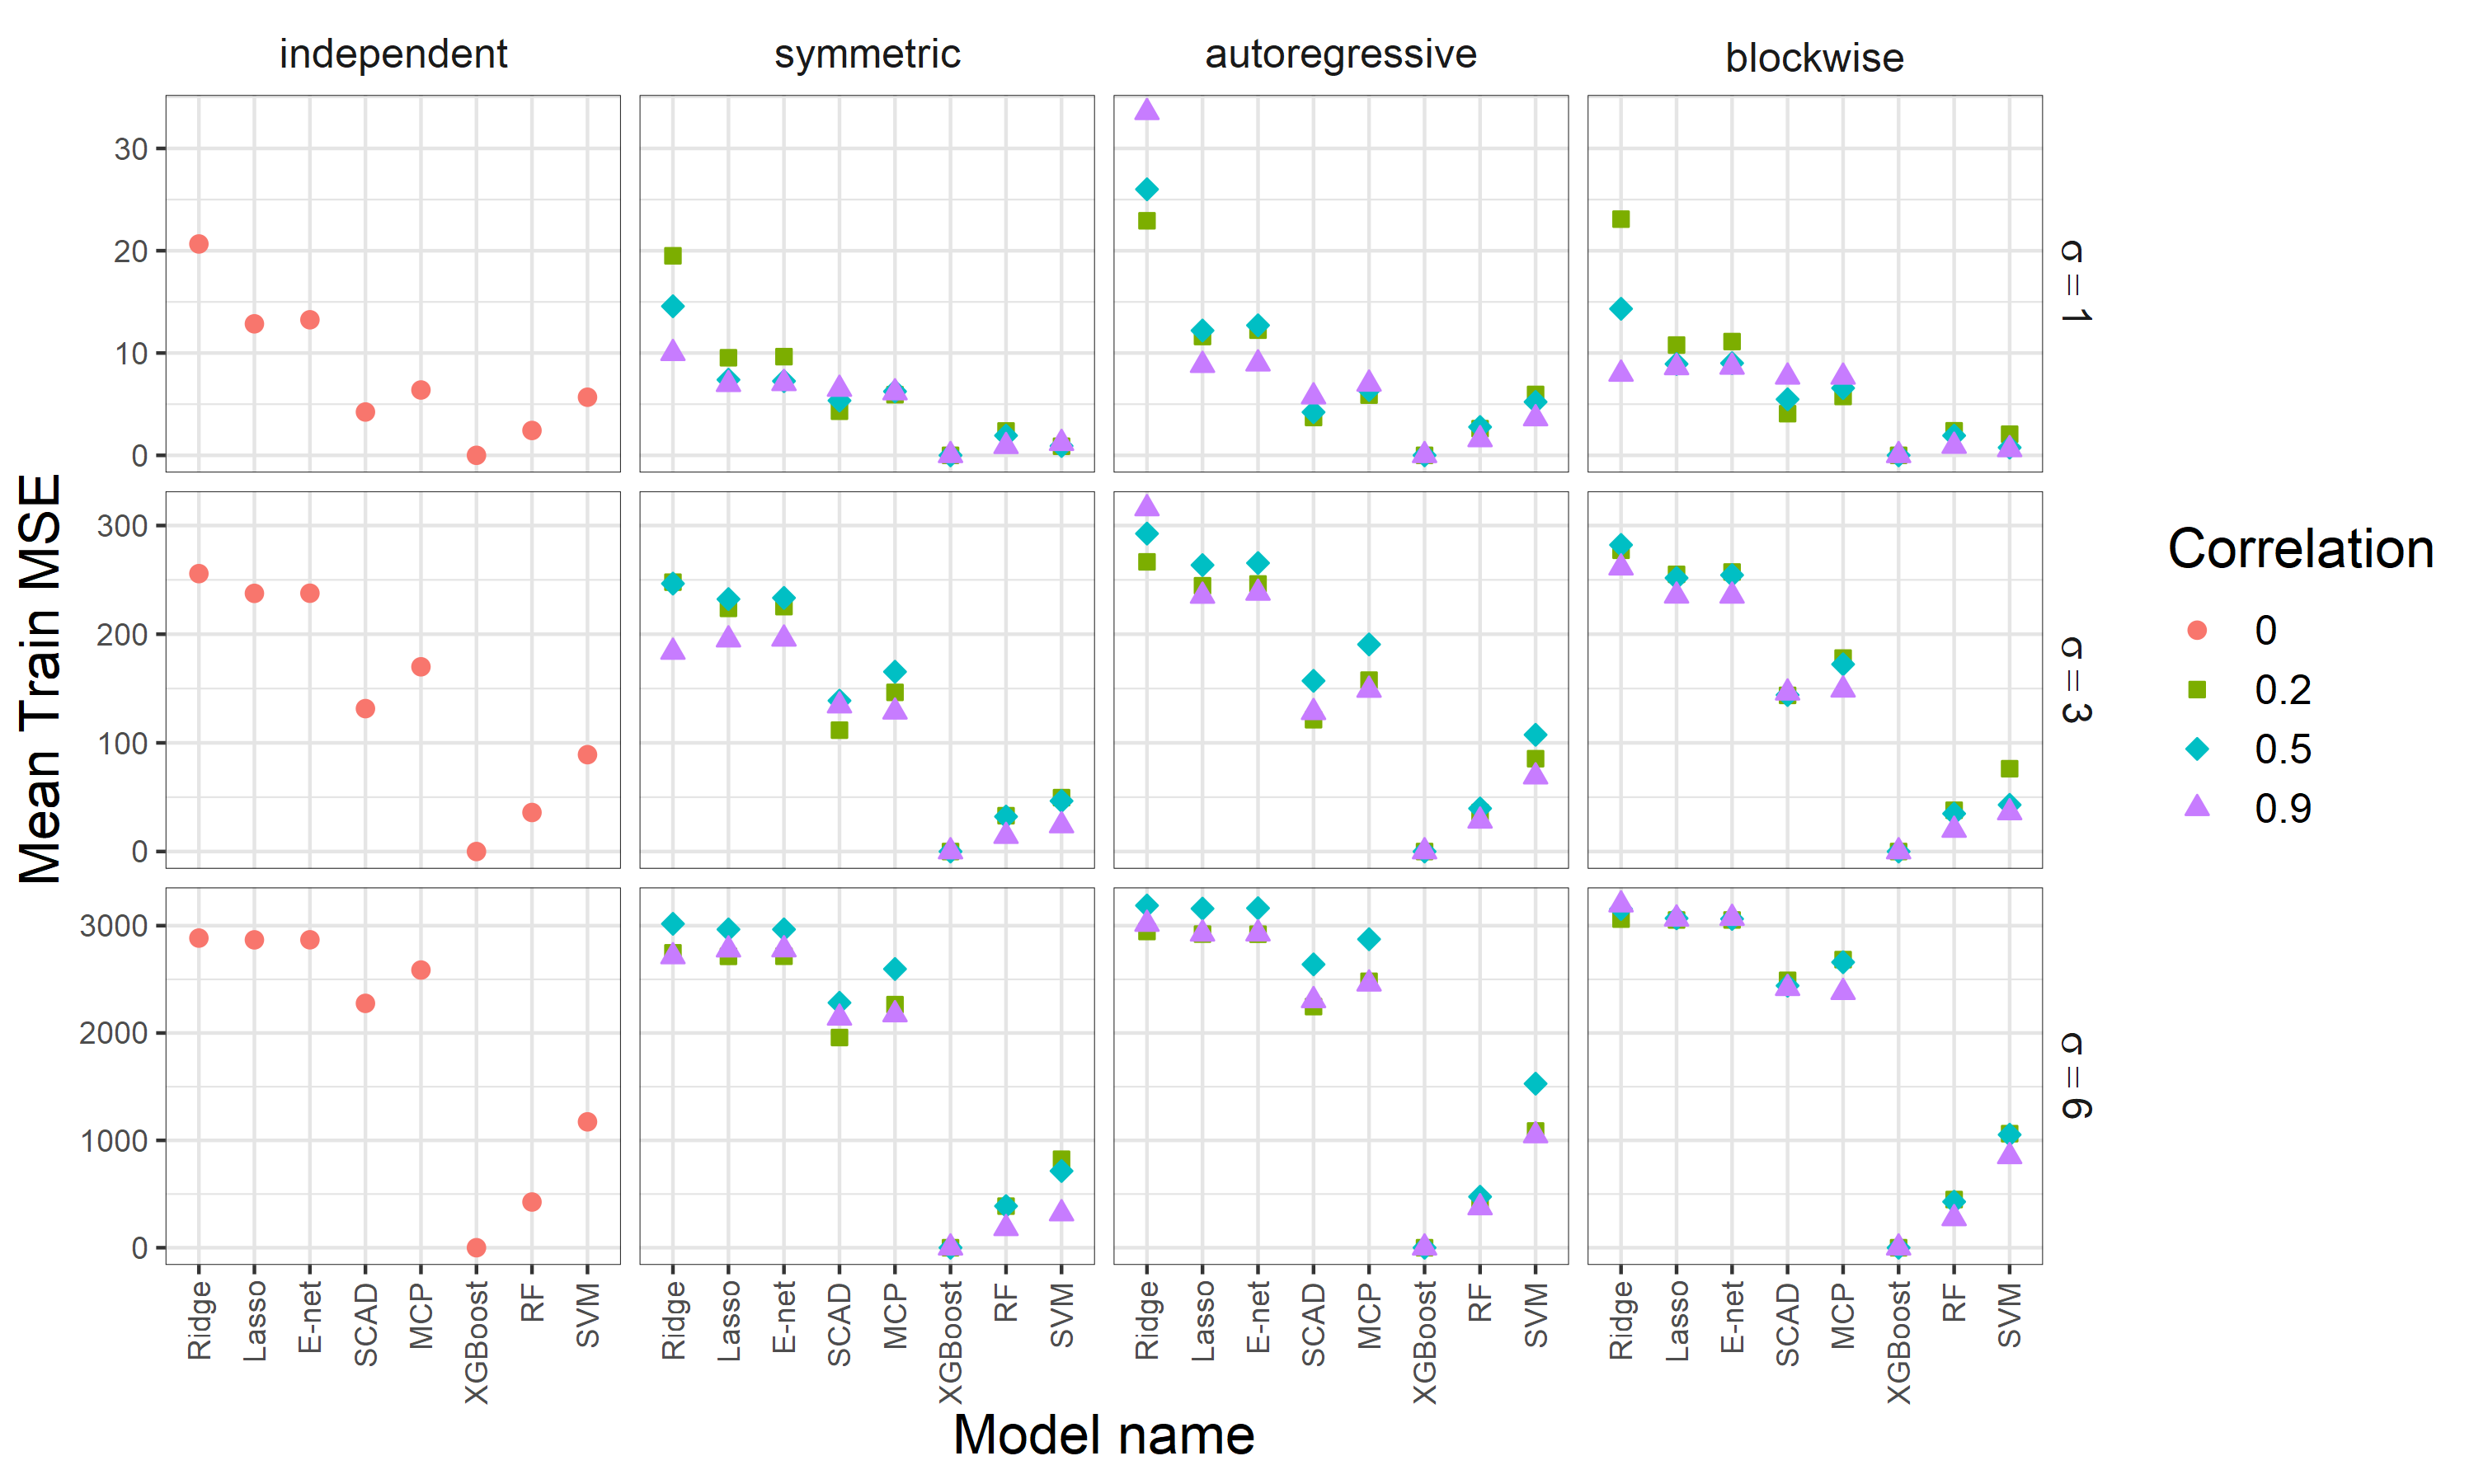 independent symmetric autoregressive blockwise
30
20
10
0
σ = 1
300
200
100
0
σ = 3
3000
2000
1000
0
σ = 6
Mean Train MSE
Ridge Lasso E-net SCAD MCP XGBoost RF SVM
Ridge Lasso E-net SCAD MCP XGBoost RF SVM
Ridge Lasso E-net SCAD MCP XGBoost RF SVM
Ridge Lasso E-net SCAD MCP XGBoost RF SVM
Model name
Correlation
0
0.2
0.5
0.9